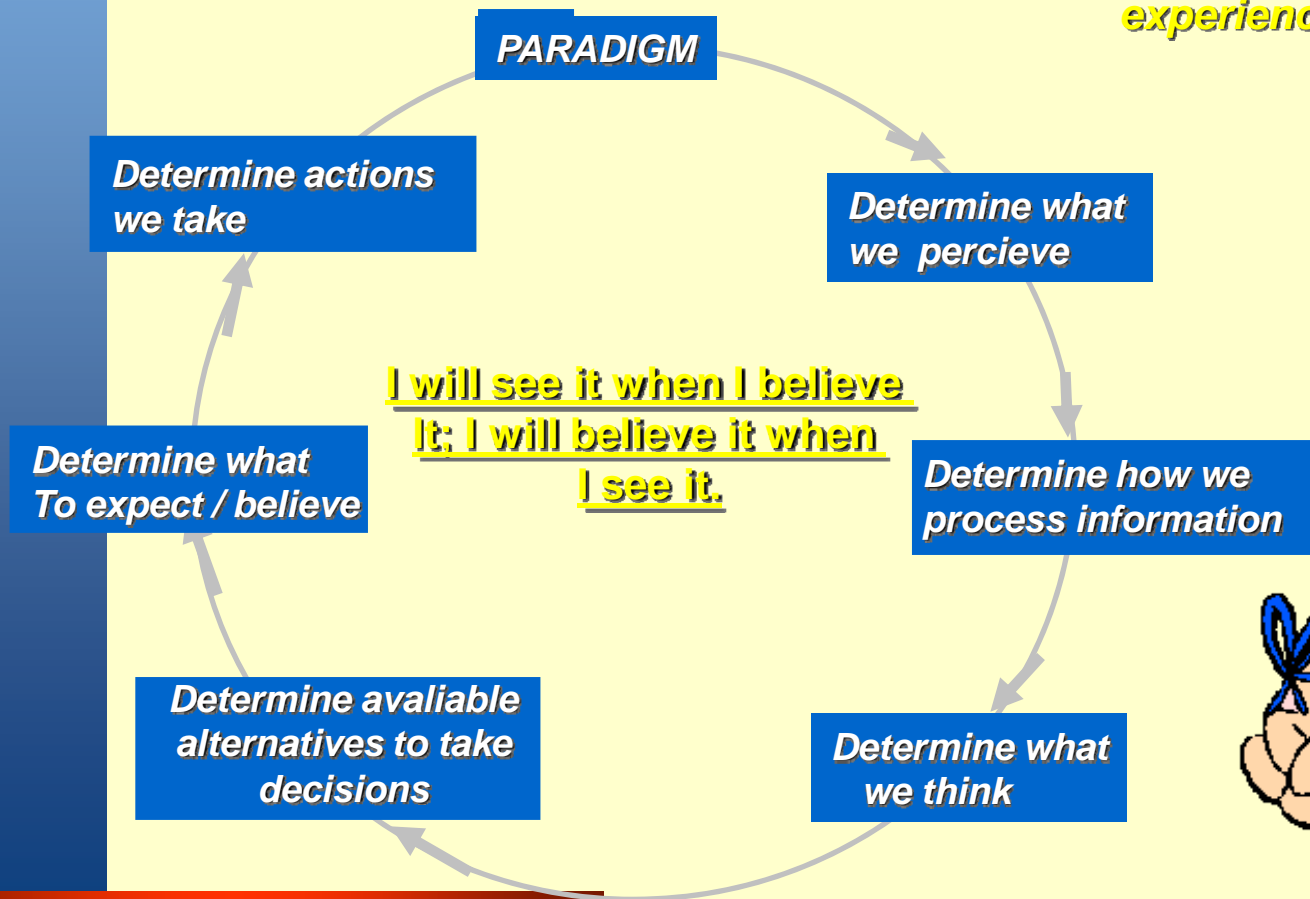 PARADIGM
Determine actions
we take
Determine what
we percieve
I will see it when I believe
It; I will believe it when
I see it.
Determine what
To expect / believe
Determine how we
process information
Determine avaliable
alternatives to take
decisions
Determine what
we think